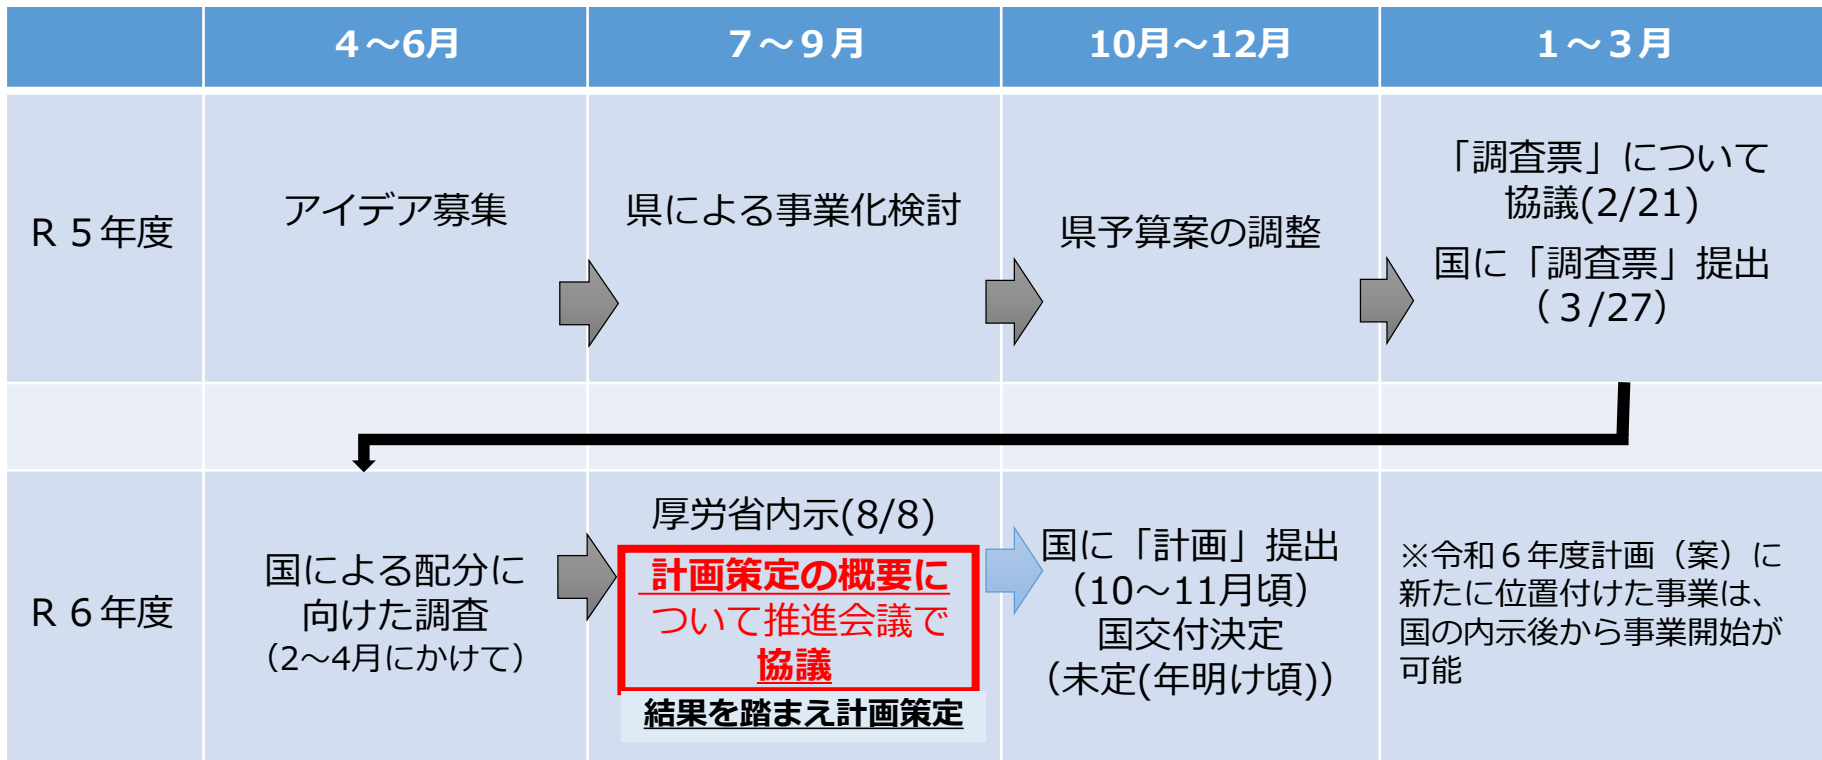 ４～6月
７～９月
10月～12月
１～３月
R５年度
アイデア募集
県による事業化検討
県予算案の調整
「調査票」について
協議(2/21)
国に「調査票」提出
（３/27）
R６年度
国による配分に
向けた調査
（2～4月にかけて）
厚労省内示(8/8)
計画策定の概要に
ついて推進会議で
協議
結果を踏まえ計画策定
国に「計画」提出
（10～11月頃）
国交付決定
（未定(年明け頃)）
※令和６年度計画（案）に
新たに位置付けた事業は、
国の内示後から事業開始が
可能